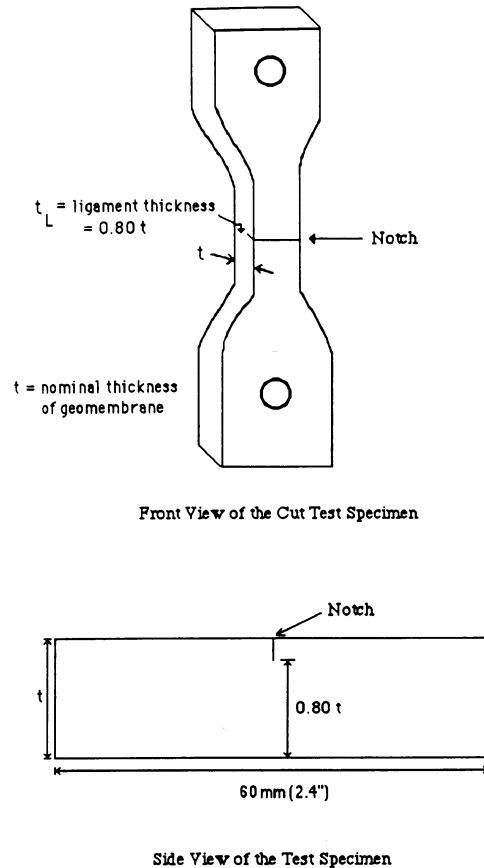 t_L = ligament thickness
= 0.80 t
Notch
t
t = nominal thickness
of geomembrane
Front View of the Cut Test Specimen
Notch
t
0.80 t
60 mm (2.4")
Side View of the Test Specimen